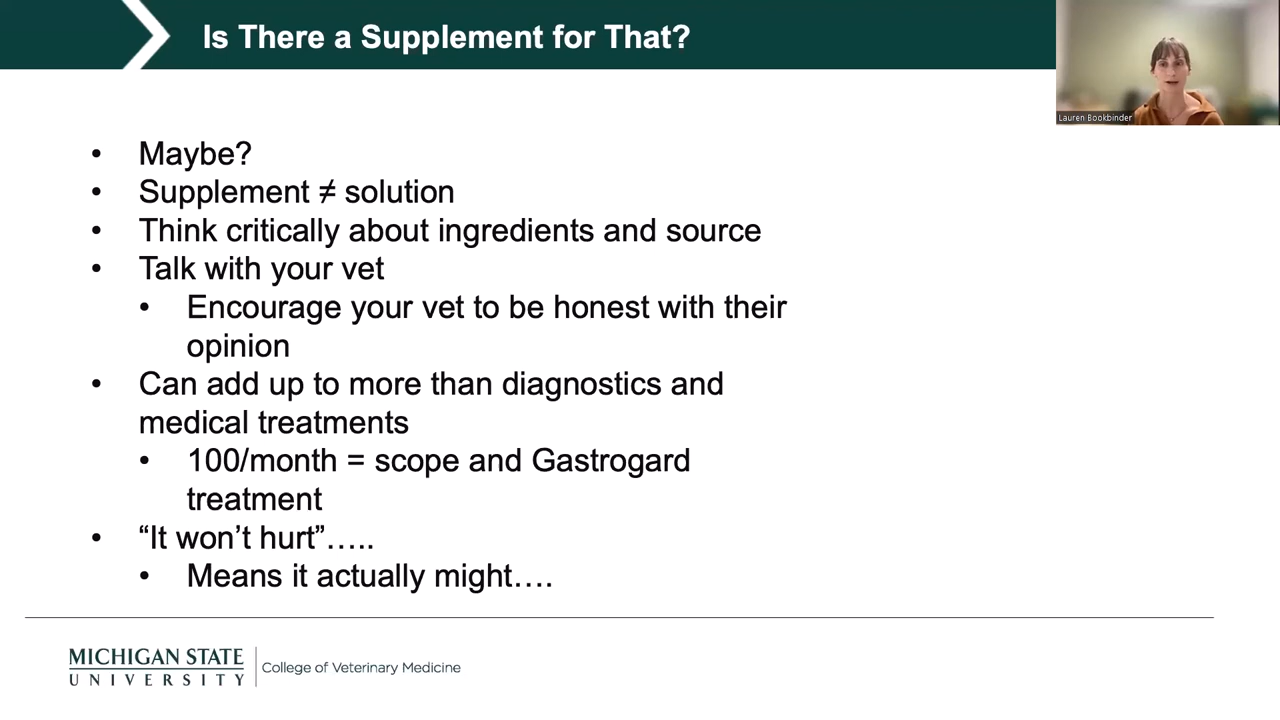 Is There a Supplement for That?
Lauren Bookbinder
• Maybe?
• Supplement ≠ solution
• Think critically about ingredients and source
• Talk with your vet
• Encourage your vet to be honest with their
opinion
• Can add up to more than diagnostics and
medical treatments
• 100/month = scope and Gastrogard
treatment
• “It won’t hurt”…..
• Means it actually might….
MICHIGAN STATE
UNIVERSITY
College of Veterinary Medicine